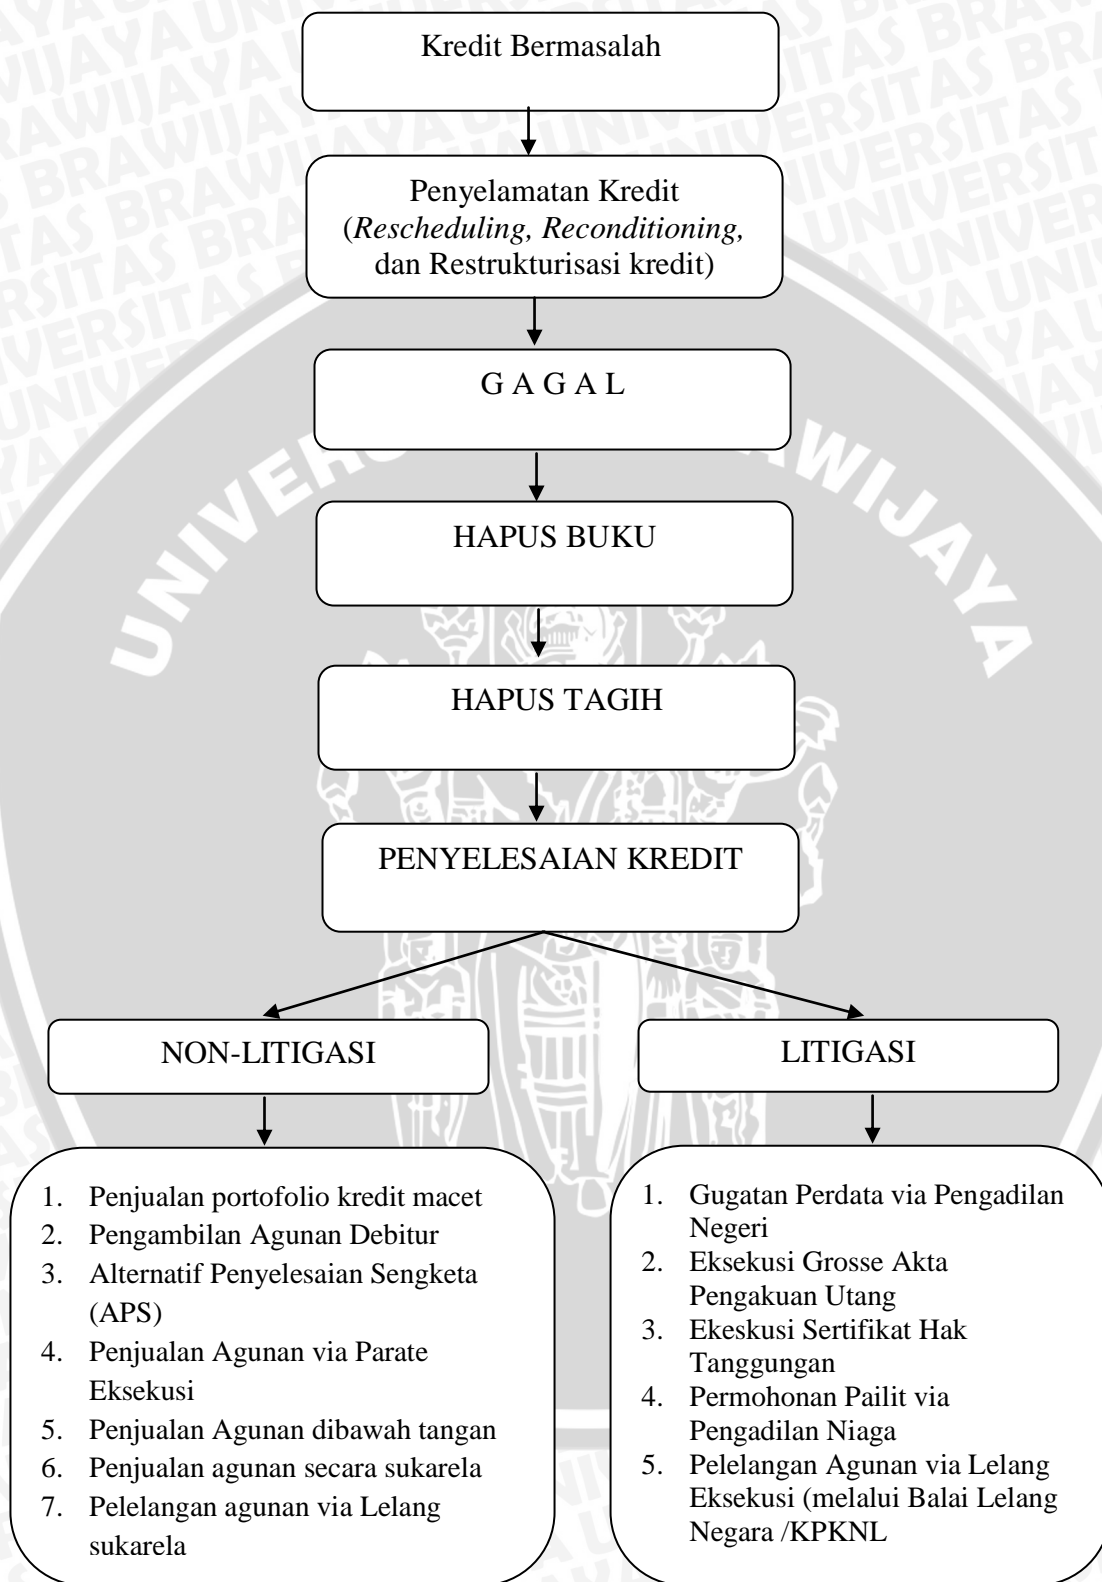 Kredit Bermasalah
Penyelamatan Kredit
(Rescheduling, Reconditioning,
dan Restrukturisasi kredit)
G A G A L
HAPUS BUKU
HAPUS TAGIH
PENYELESAIAN KREDIT
NON-LITIGASI
LITIGASI
1. Penjualan portofolio kredit macet
2. Pengambilan Agunan Debitur
3. Alternatif Penyelesaian Sengketa
(APS)
4. Penjualan Agunan via Parate
Eksekusi
5. Penjualan Agunan dibawah tangan
6. Penjualan agunan secara sukarela
7. Pelelangan agunan via Lelang
sukarela
1. Gugatan Perdata via Pengadilan
Negeri
2. Eksekusi Grosse Akta
Pengakuan Utang
3. Ekeskusi Sertifikat Hak
Tanggungan
4. Permohonan Pailit via
Pengadilan Niaga
5. Pelelangan Agunan via Lelang
Eksekusi (melalui Balai Lelang
Negara /KPKNL